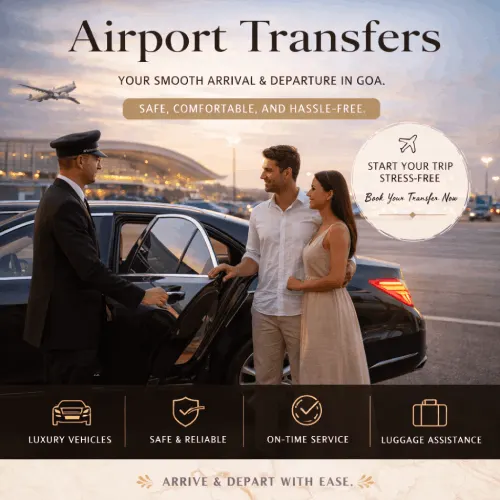 Airport Transfers
YOUR SMOOTH ARRIVAL & DEPARTURE IN GOA.
SAFE, COMFORTABLE, AND HASSLE-FREE.
START YOUR TRIP
STRESS-FREE
Book Your Transfer Now
LUXURY VEHICLES
SAFE & RELIABLE
ON-TIME SERVICE
LUGGAGE ASSISTANCE
ARRIVE & DEPART WITH EASE.